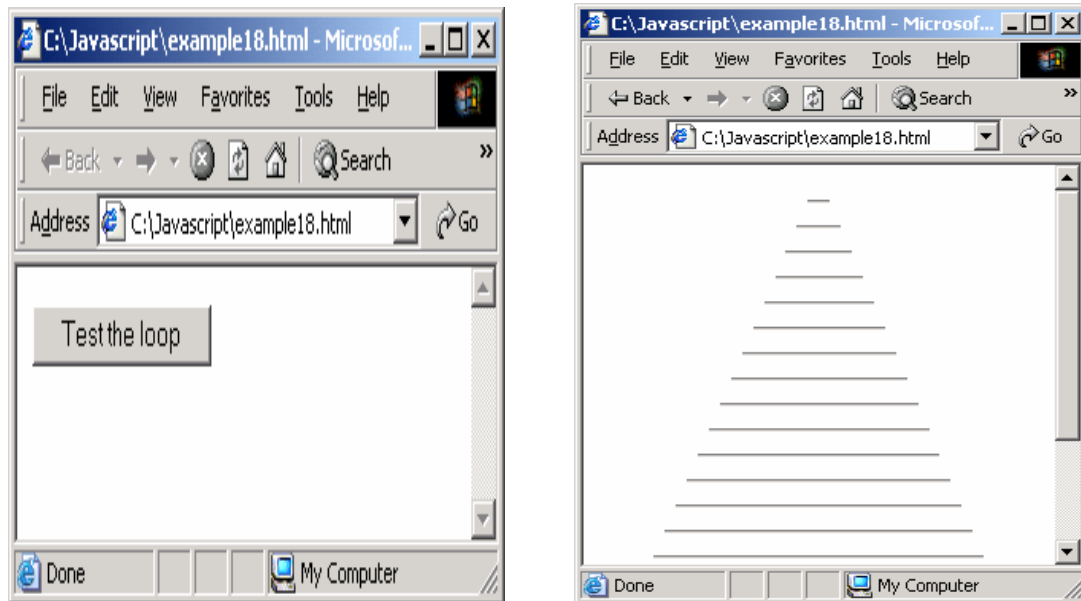 C:\Javascript\example18.html - Microsof...
File Edit View Favorites Tools Help
Back Search »
Address C:\Javascript\example18.html Go
Test the loop
Done My Computer
C:\Javascript\example18.html - Microsof...
File Edit View Favorites Tools Help
Back Search »
Address C:\Javascript\example18.html Go
Done My Computer